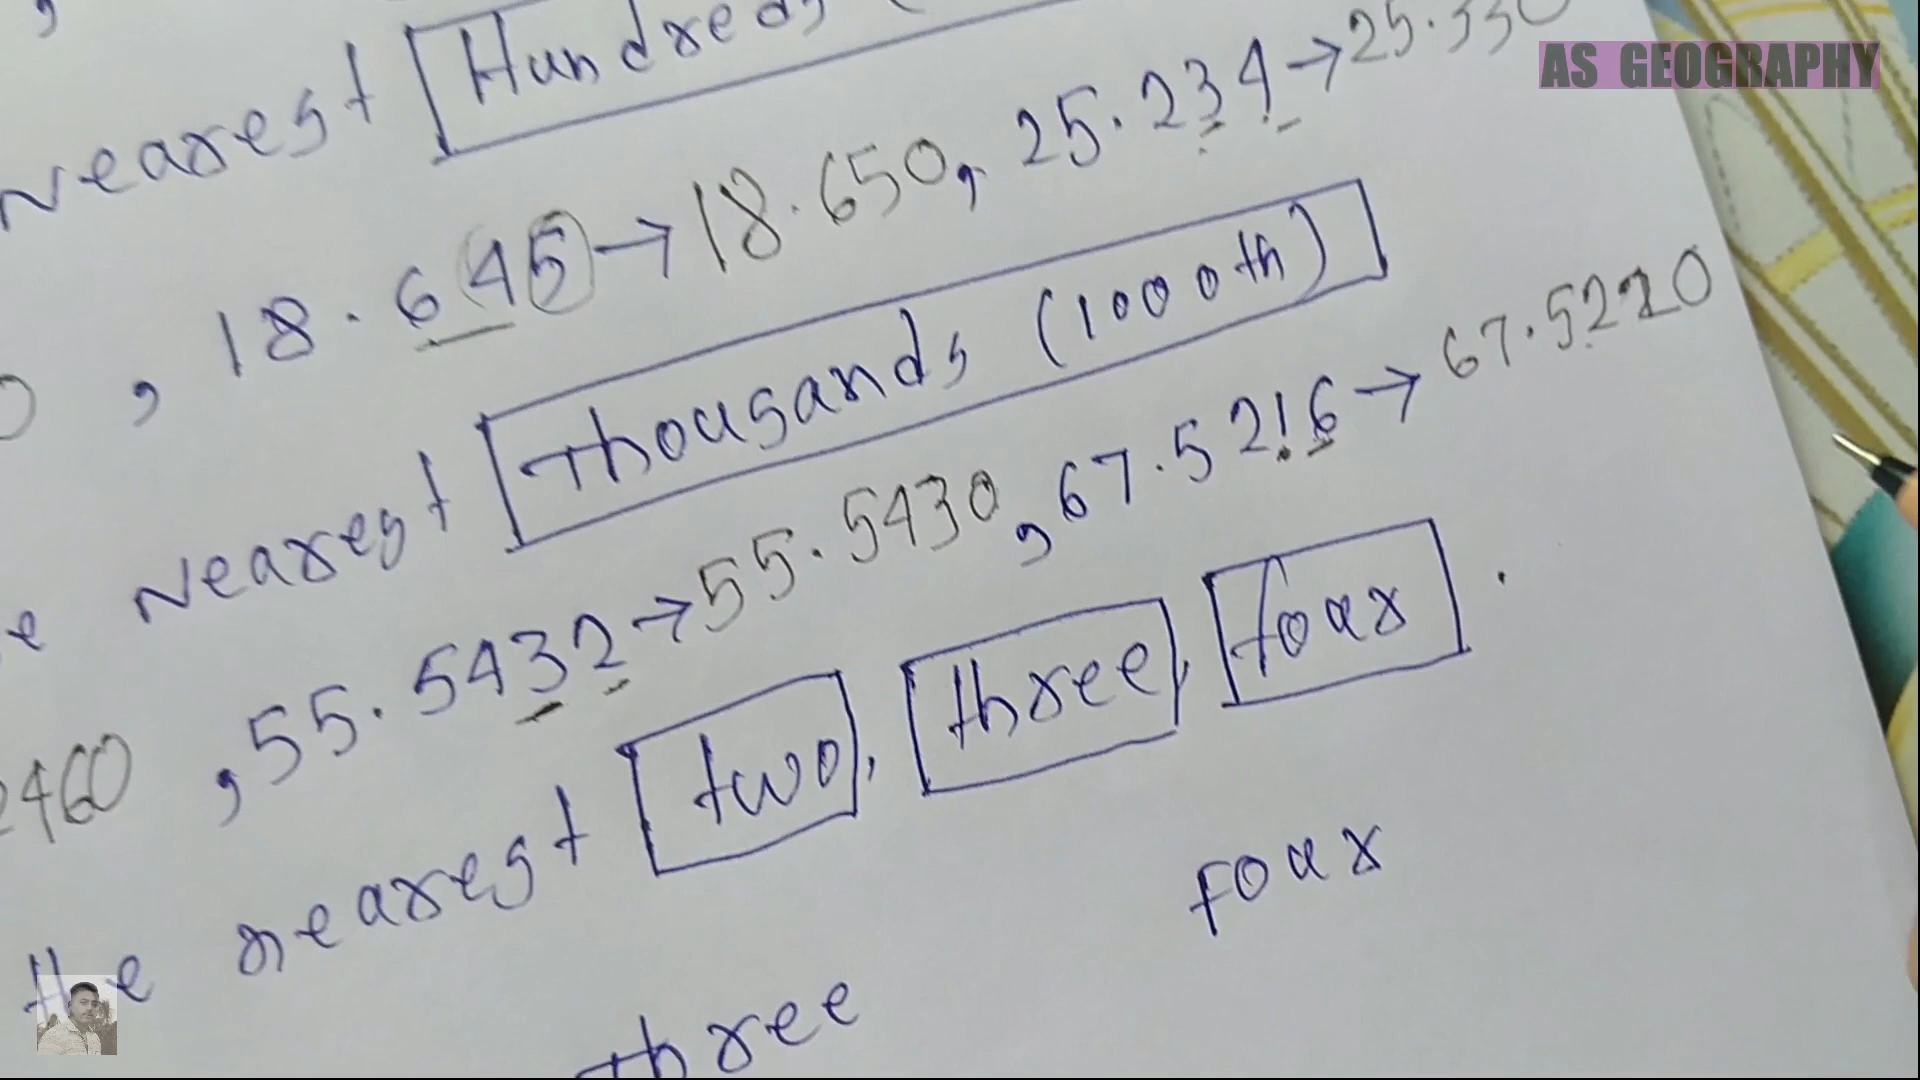 AS GEOGRAPHY
Nearest Hundreds (
, 18.645 → 18.650, 25.234 → 25.330
Nearest Thousands (1000th)
2460 , 55.5432 → 55.5430, 67.5216 → 67.5220
the nearest two, three, four.
Three Four